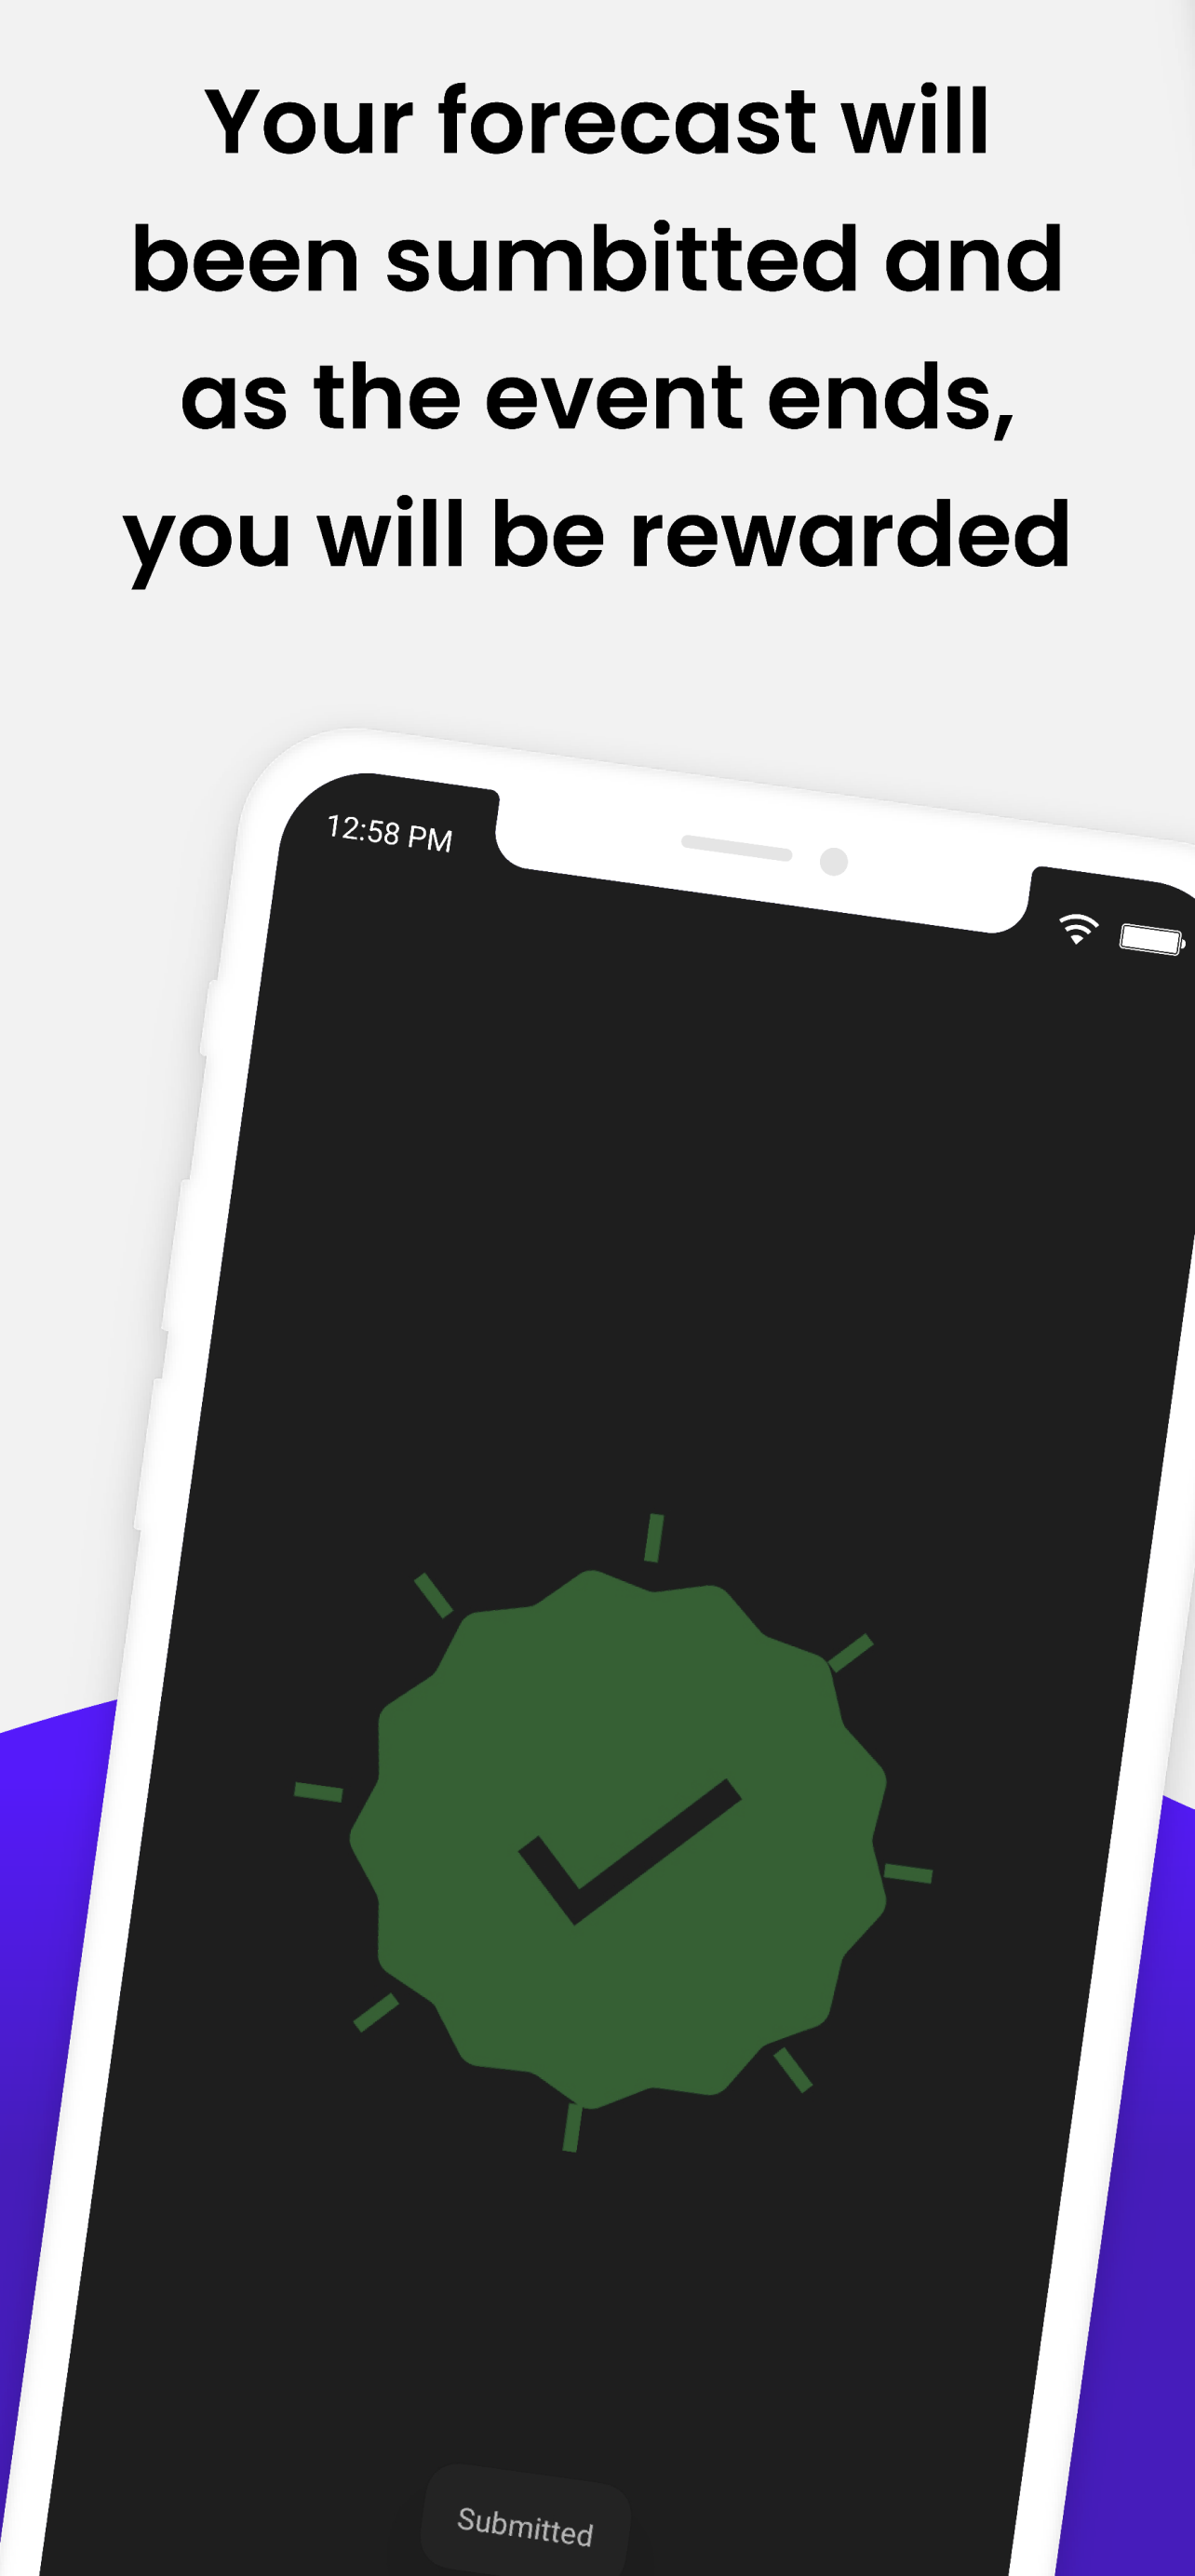 Your forecast will
been sumbitted and
as the event ends,
you will be rewarded
12:58 PM
Submitted